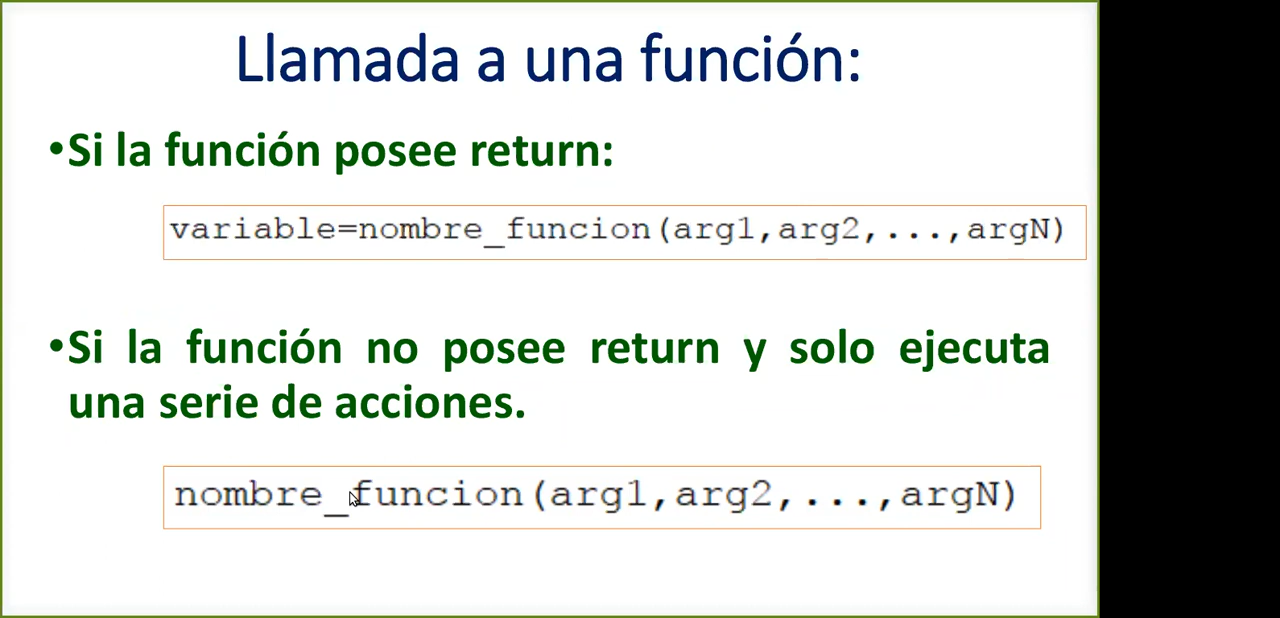 Llamada a una función:
•Si la función posee return:
variable=nombre_funcion(arg1,arg2,...,argN)
•Si la función no posee return y solo ejecuta
una serie de acciones.
nombre_funcion(arg1,arg2,...,argN)